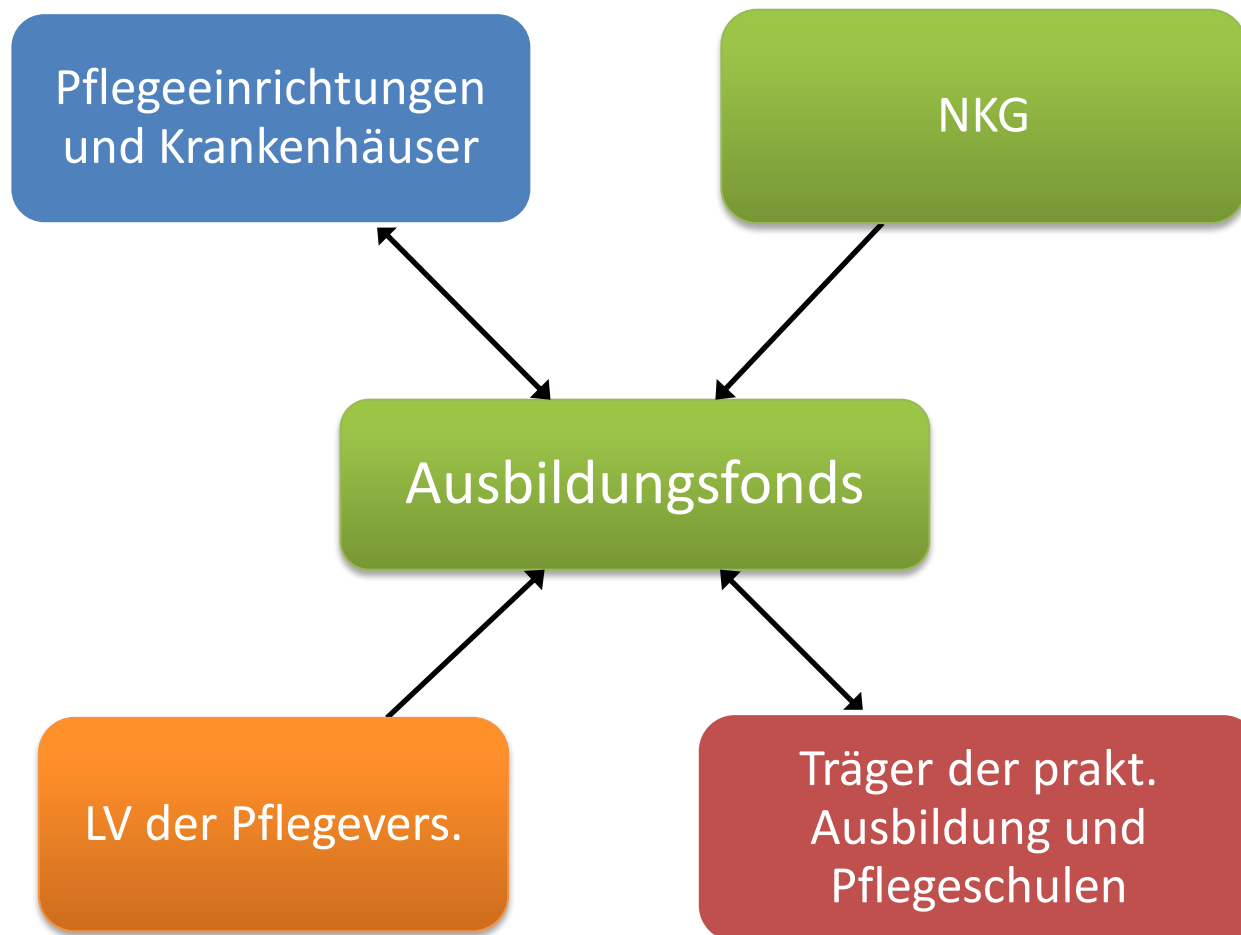 Pflegeeinrichtungen
und Krankenhäuser
NKG
Ausbildungsfonds
LV der Pflegevers.
Träger der prakt.
Ausbildung und
Pflegeschulen